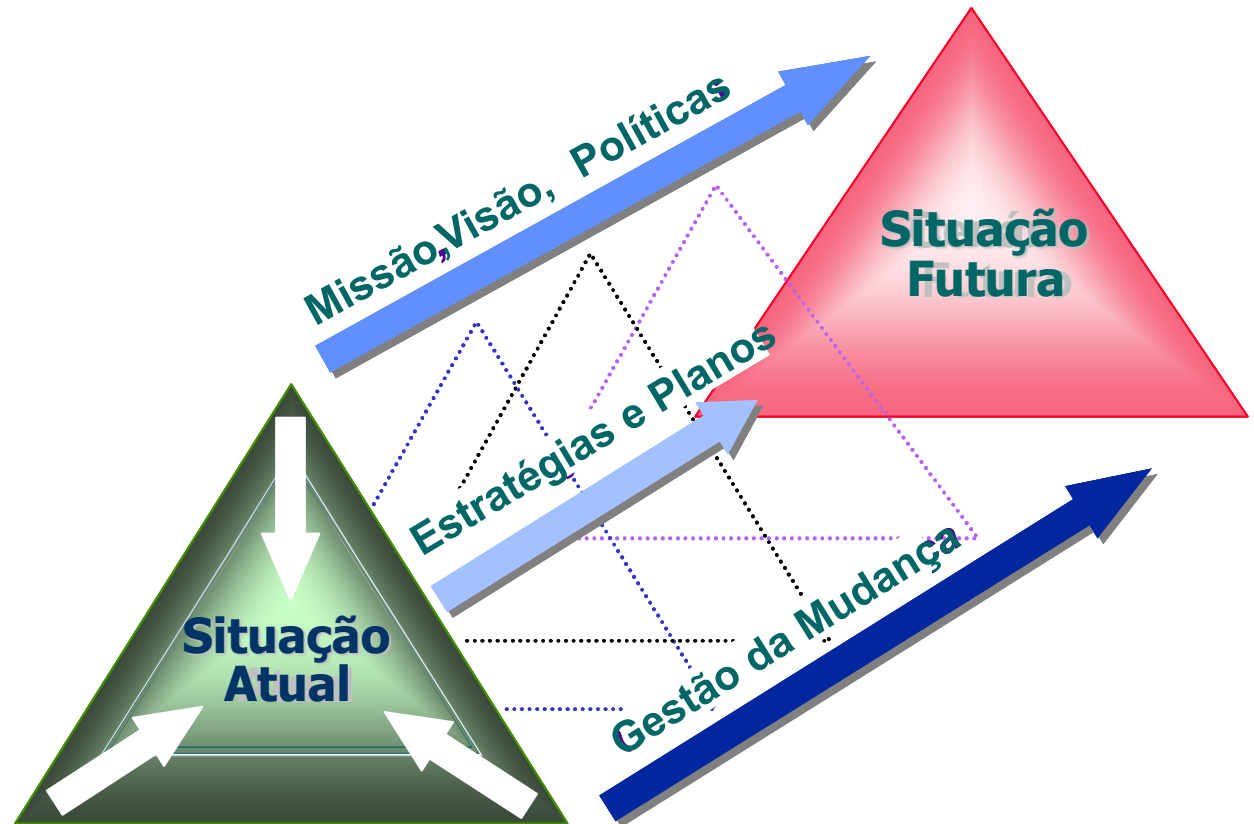 Missão,Visão, Políticas
Situação
Futura
Estratégias e Planos
Gestão da Mudança
Situação
Atual